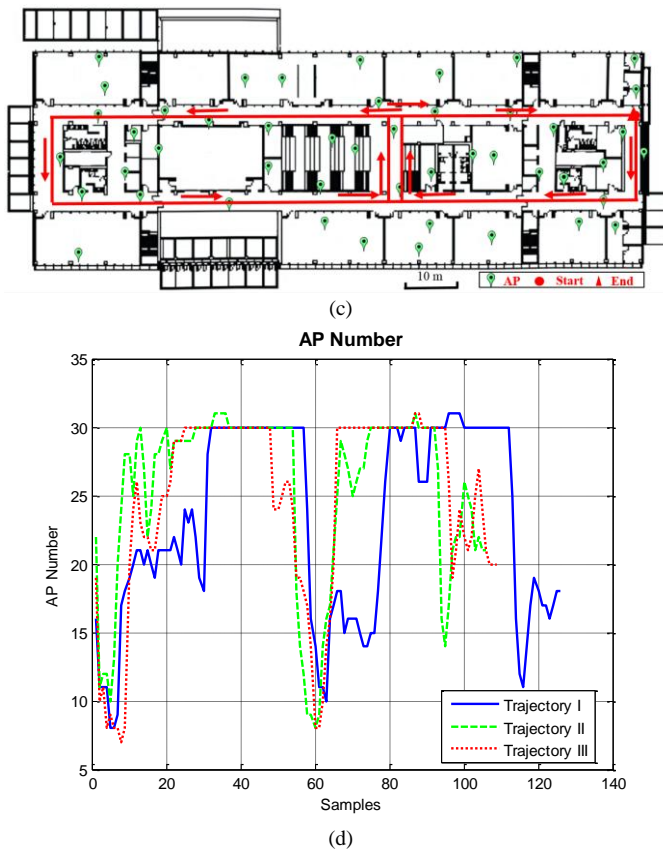 10 m
AP Start End
(c)
AP Number
35
30
25
20
15
10
5
AP Number
0 20 40 60 80 100 120 140
Samples
Trajectory I
Trajectory II
Trajectory III
(d)